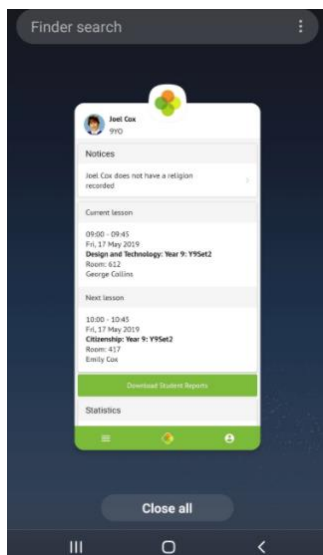 Finder search
Joel Cox
9YO
Notices
Joel Cox does not have a religion
recorded
Current lesson
09:00 - 09:45
Fri, 17 May 2019
Design and Technology: Year 9: Y9Set2
Room: 612
George Collins
Next lesson
10:00 - 10:45
Fri, 17 May 2019
Citizenship: Year 9: Y9Set2
Room: 417
Emily Cox
Download Student Reports
Statistics
Close all